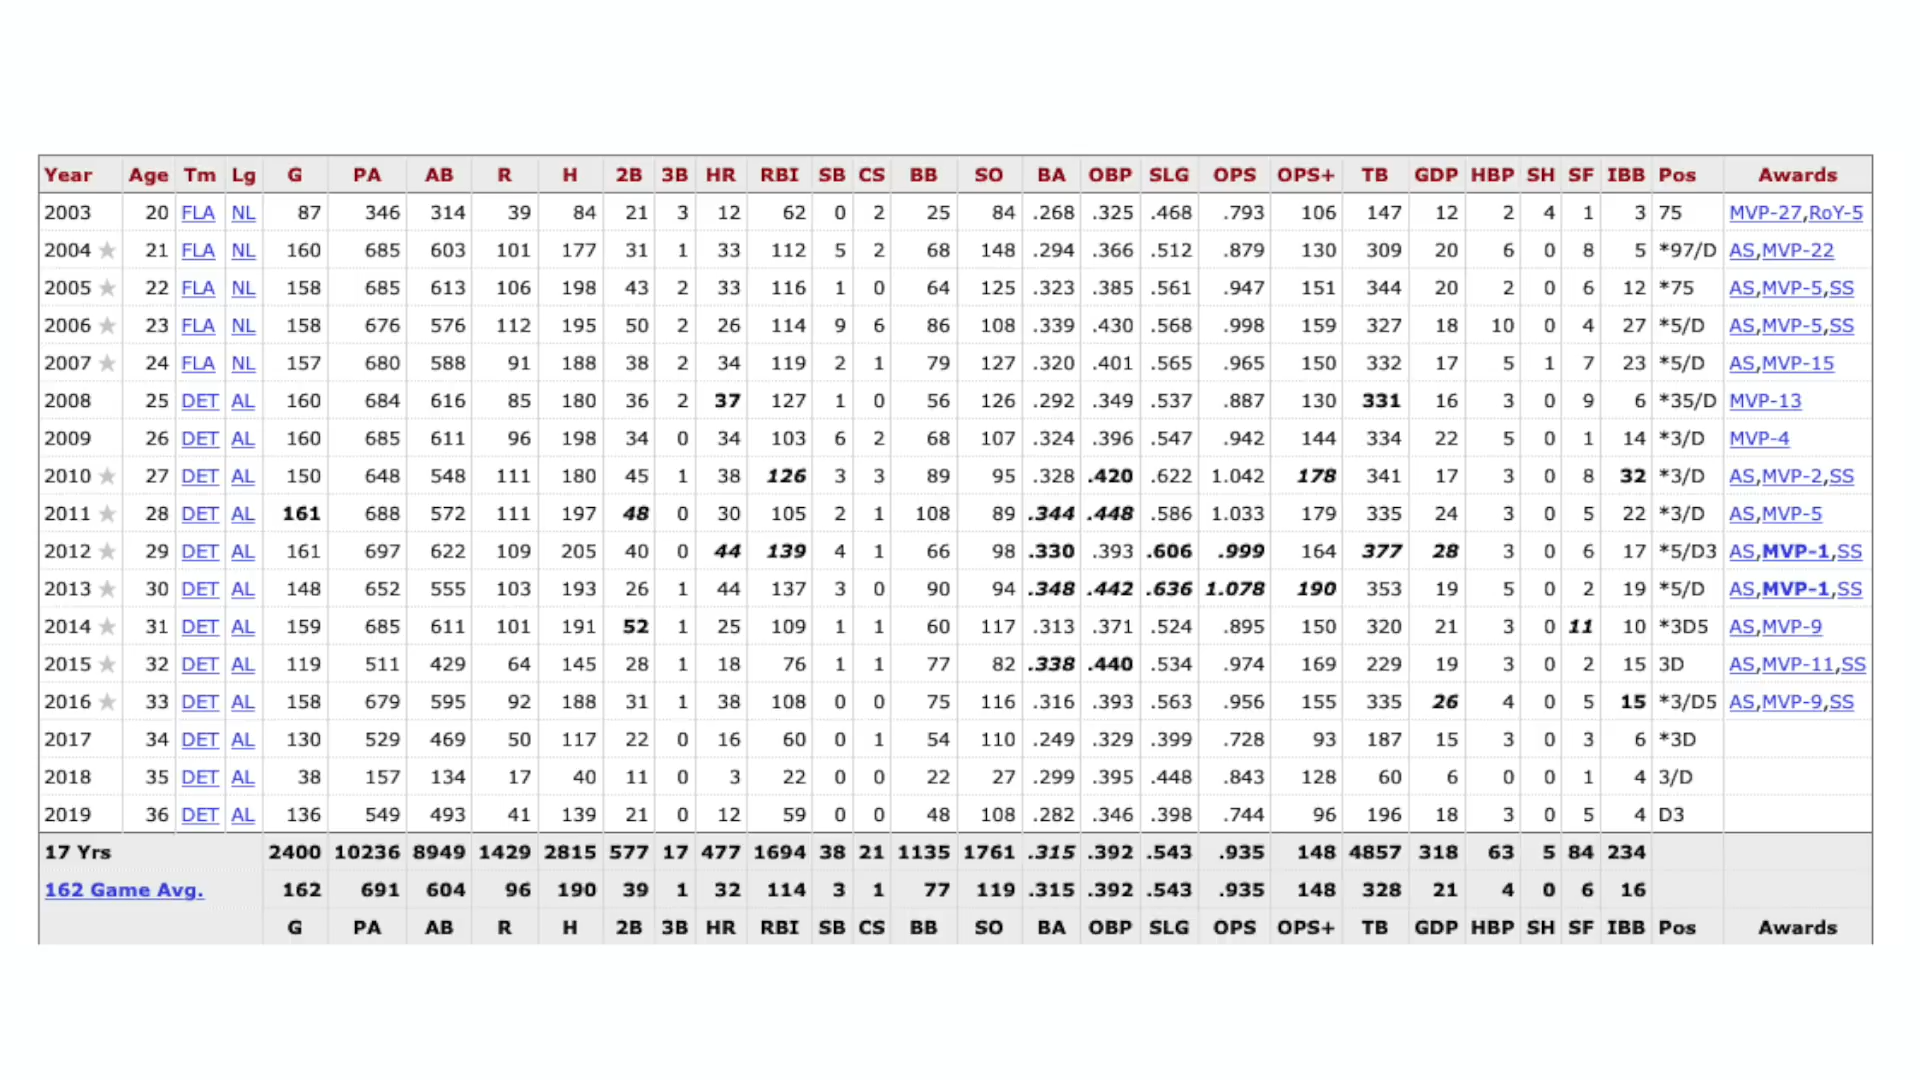 Year Age Tm Lg G PA AB R H 2B 3B HR RBI SB CS BB SO BA OBP SLG OPS OPS+ TB GDP HBP SH SF IBB Pos Awards
2003 20 FLA NL 87 346 314 39 84 21 3 12 62 0 2 25 84 .268 .325 .468 .793 106 147 12 2 4 1 3 75 MVP-27,RoY-5
2004 ★ 21 FLA NL 160 685 603 101 177 31 1 33 112 5 2 68 148 .294 .366 .512 .879 130 309 20 6 0 8 5 *97/D AS,MVP-22
2005 ★ 22 FLA NL 158 685 613 106 198 43 2 33 116 1 0 64 125 .323 .385 .561 .947 151 344 20 2 0 6 12 *75 AS,MVP-5,SS
2006 ★ 23 FLA NL 158 676 576 112 195 50 2 26 114 9 6 86 108 .339 .430 .568 .998 159 327 18 10 0 4 27 *5/D AS,MVP-5,SS
2007 ★ 24 FLA NL 157 680 588 91 188 38 2 34 119 2 1 79 127 .320 .401 .565 .965 150 332 17 5 1 7 23 *5/D AS,MVP-15
2008 25 DET AL 160 684 616 85 180 36 2 37 127 1 0 56 126 .292 .349 .537 .887 130 331 16 3 0 9 6 *35/D MVP-13
2009 26 DET AL 160 685 611 96 198 34 0 34 103 6 2 68 107 .324 .396 .547 .942 144 334 22 5 0 1 14 *3/D MVP-4
2010 ★ 27 DET AL 150 648 548 111 180 45 1 38 126 3 3 89 95 .328 .420 .622 1.042 178 341 17 3 0 8 32 *3/D AS,MVP-2,SS
2011 ★ 28 DET AL 161 688 572 111 197 48 0 30 105 2 1 108 89 .344 .448 .586 1.033 179 335 24 3 0 5 22 *3/D AS,MVP-5
2012 ★ 29 DET AL 161 697 622 109 205 40 0 44 139 4 1 66 98 .330 .393 .606 .999 164 377 28 3 0 6 17 *5/D3 AS,MVP-1,SS
2013 ★ 30 DET AL 148 652 555 103 193 26 1 44 137 3 0 90 94 .348 .442 .636 1.078 190 353 19 5 0 2 19 *5/D AS,MVP-1,SS
2014 ★ 31 DET AL 159 685 611 101 191 52 1 25 109 1 1 60 117 .313 .371 .524 .895 150 320 21 3 0 11 10 *3D5 AS,MVP-9
2015 ★ 32 DET AL 119 511 429 64 145 28 1 18 76 1 1 77 82 .338 .440 .534 .974 169 229 19 3 0 2 15 3D AS,MVP-11,SS
2016 ★ 33 DET AL 158 679 595 92 188 31 1 38 108 0 0 75 116 .316 .393 .563 .956 155 335 26 4 0 5 15 *3/D5 AS,MVP-9,SS
2017 34 DET AL 130 529 469 50 117 22 0 16 60 0 1 54 110 .249 .329 .399 .728 93 187 15 3 0 3 6 *3D
2018 35 DET AL 38 157 134 17 40 11 0 3 22 0 0 22 27 .299 .395 .448 .843 128 60 6 0 0 1 4 3/D
2019 36 DET AL 136 549 493 41 139 21 0 12 59 0 0 48 108 .282 .346 .398 .744 96 196 18 3 0 5 4 D3
17 Yrs 2400 10236 8949 1429 2815 577 17 477 1694 38 21 1135 1761 .315 .392 .543 .935 148 4857 318 63 5 84 234
162 Game Avg. 162 691 604 96 190 39 1 32 114 3 1 77 119 .315 .392 .543 .935 148 328 21 4 0 6 16
G PA AB R H 2B 3B HR RBI SB CS BB SO BA OBP SLG OPS OPS+ TB GDP HBP SH SF IBB Pos Awards